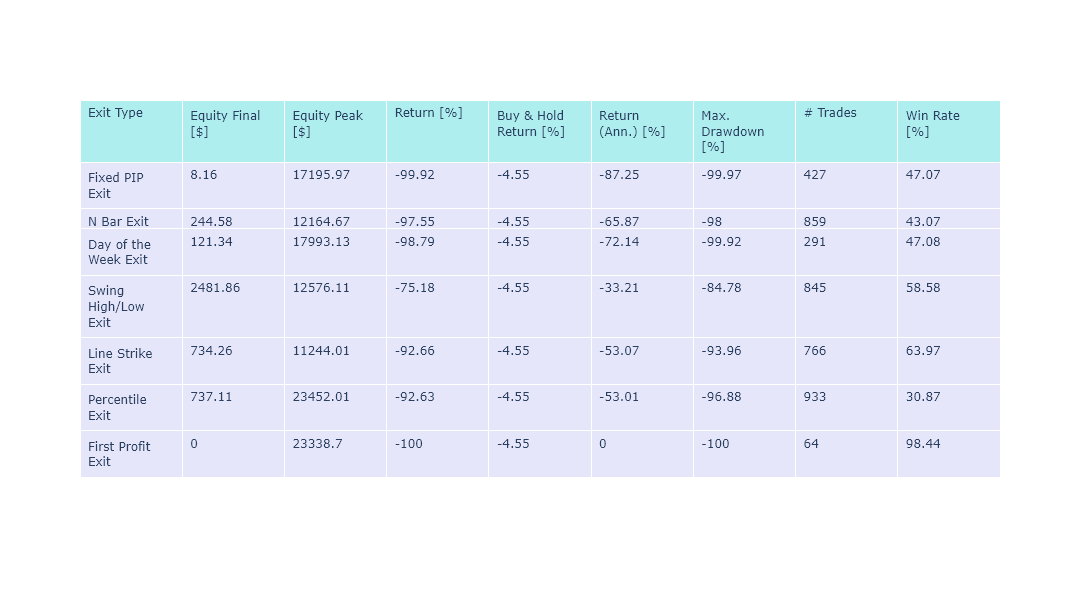 Exit Type Equity Final [$] Equity Peak [$] Return [%] Buy & Hold Return [%] Return (Ann.) [%] Max. Drawdown [%] # Trades Win Rate [%]
Fixed PIP Exit 8.16 17195.97 -99.92 -4.55 -87.25 -99.97 427 47.07
N Bar Exit 244.58 12164.67 -97.55 -4.55 -65.87 -98 859 43.07
Day of the Week Exit 121.34 17993.13 -98.79 -4.55 -72.14 -99.92 291 47.08
Swing High/Low Exit 2481.86 12576.11 -75.18 -4.55 -33.21 -84.78 845 58.58
Line Strike Exit 734.26 11244.01 -92.66 -4.55 -53.07 -93.96 766 63.97
Percentile Exit 737.11 23452.01 -92.63 -4.55 -53.01 -96.88 933 30.87
First Profit Exit 0 23338.7 -100 -4.55 0 -100 64 98.44